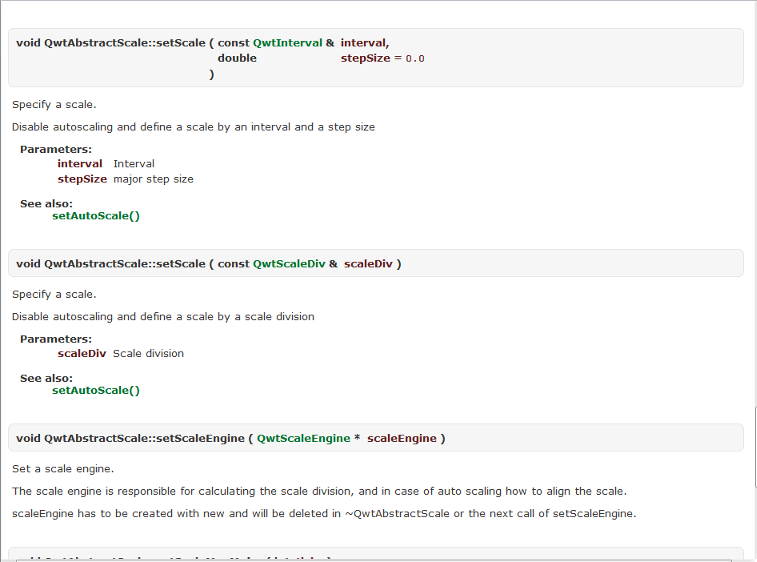 void QwtAbstractScale::setScale ( const QwtInterval & interval,
double stepSize = 0.0
)
Specify a scale.
Disable autoscaling and define a scale by an interval and a step size
Parameters:
interval Interval
stepSize major step size
See also:
setAutoScale()
void QwtAbstractScale::setScale ( const QwtScaleDiv & scaleDiv )
Specify a scale.
Disable autoscaling and define a scale by a scale division
Parameters:
scaleDiv Scale division
See also:
setAutoScale()
void QwtAbstractScale::setScaleEngine ( QwtScaleEngine * scaleEngine )
Set a scale engine.
The scale engine is responsible for calculating the scale division, and in case of auto scaling how to align the scale.
scaleEngine has to be created with new and will be deleted in ~QwtAbstractScale or the next call of setScaleEngine.